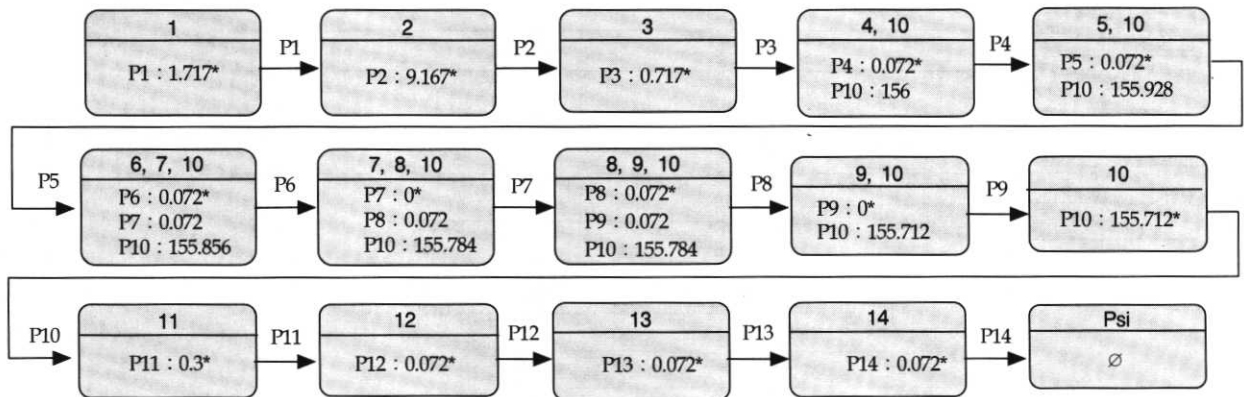 1
P1 : 1.717*
P1
2
P2 : 9.167*
P2
3
P3 : 0.717*
P3
4, 10
P4 : 0.072*
P10 : 156
P4
5, 10
P5 : 0.072*
P10 : 155.928
P5
6, 7, 10
P6 : 0.072*
P7 : 0.072
P10 : 155.856
P6
7, 8, 10
P7 : 0*
P8 : 0.072
P10 : 155.784
P7
8, 9, 10
P8 : 0.072*
P9 : 0.072
P10 : 155.784
P8
9, 10
P9 : 0*
P10 : 155.712
P9
10
P10 : 155.712*
P10
11
P11 : 0.3*
P11
12
P12 : 0.072*
P12
13
P13 : 0.072*
P13
14
P14 : 0.072*
P14
Psi
∅